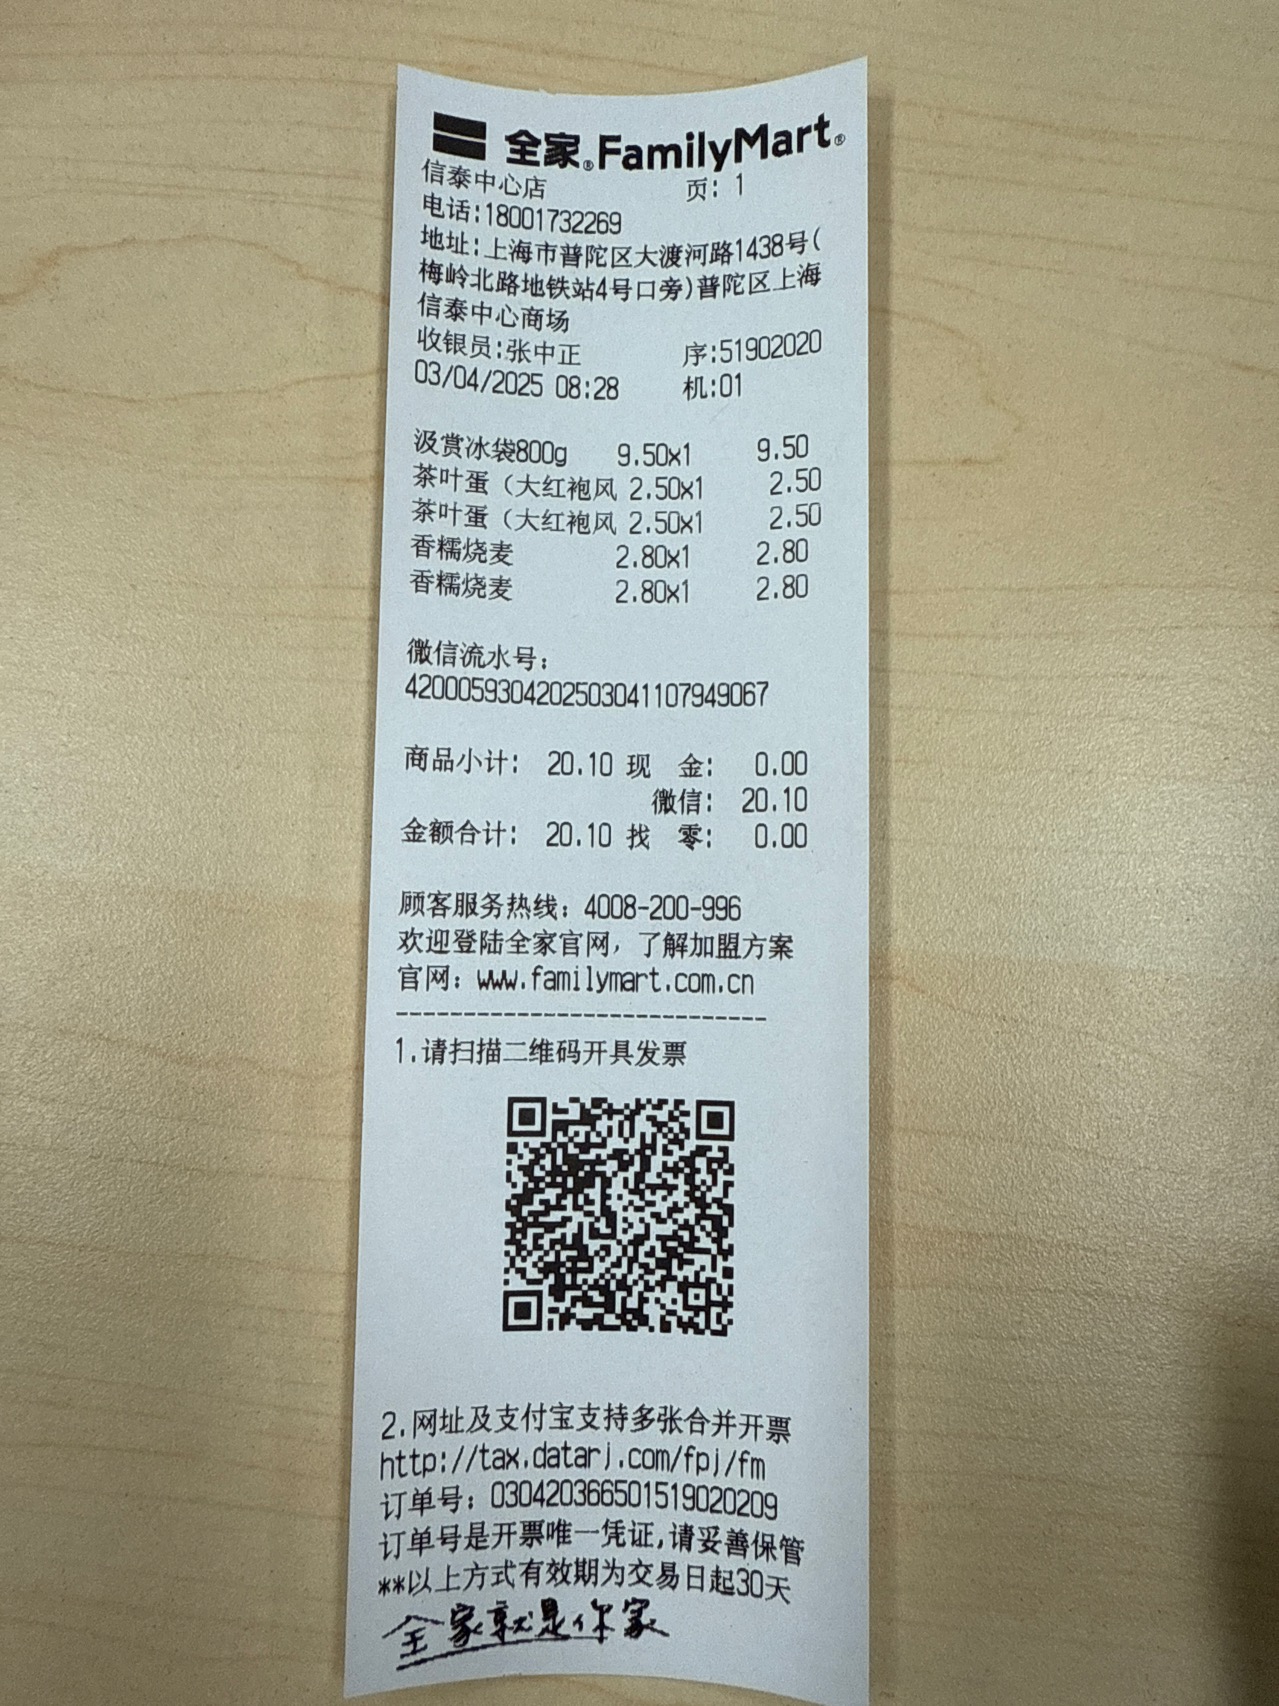 全家®FamilyMart®
信泰中心店 页: 1
电话:18001732269
地址:上海市普陀区大渡河路1438号(
梅岭北路地铁站4号口旁)普陀区上海
信泰中心商场
收银员:张中正 序:51902020
03/04/2025 08:28 机:01
汲赏冰袋800g 9.50x1 9.50
茶叶蛋（大红袍风 2.50x1 2.50
茶叶蛋（大红袍风 2.50x1 2.50
香糯烧麦 2.80x1 2.80
香糯烧麦 2.80x1 2.80
微信流水号:
4200059304202503041107949067
商品小计: 20.10 现 金: 0.00
微信: 20.10
金额合计: 20.10 找 零: 0.00
顾客服务热线: 4008-200-996
欢迎登陆全家官网，了解加盟方案
官网: www.familymart.com.cn
---------------------------
1.请扫描二维码开具发票
2.网址及支付宝支持多张合并开票
http://tax.datarj.com/fpj/fm
订单号: 0304203665015190202​09
订单号是开票唯一凭证,请妥善保管
**以上方式有效期为交易日起30天
全家就是你家